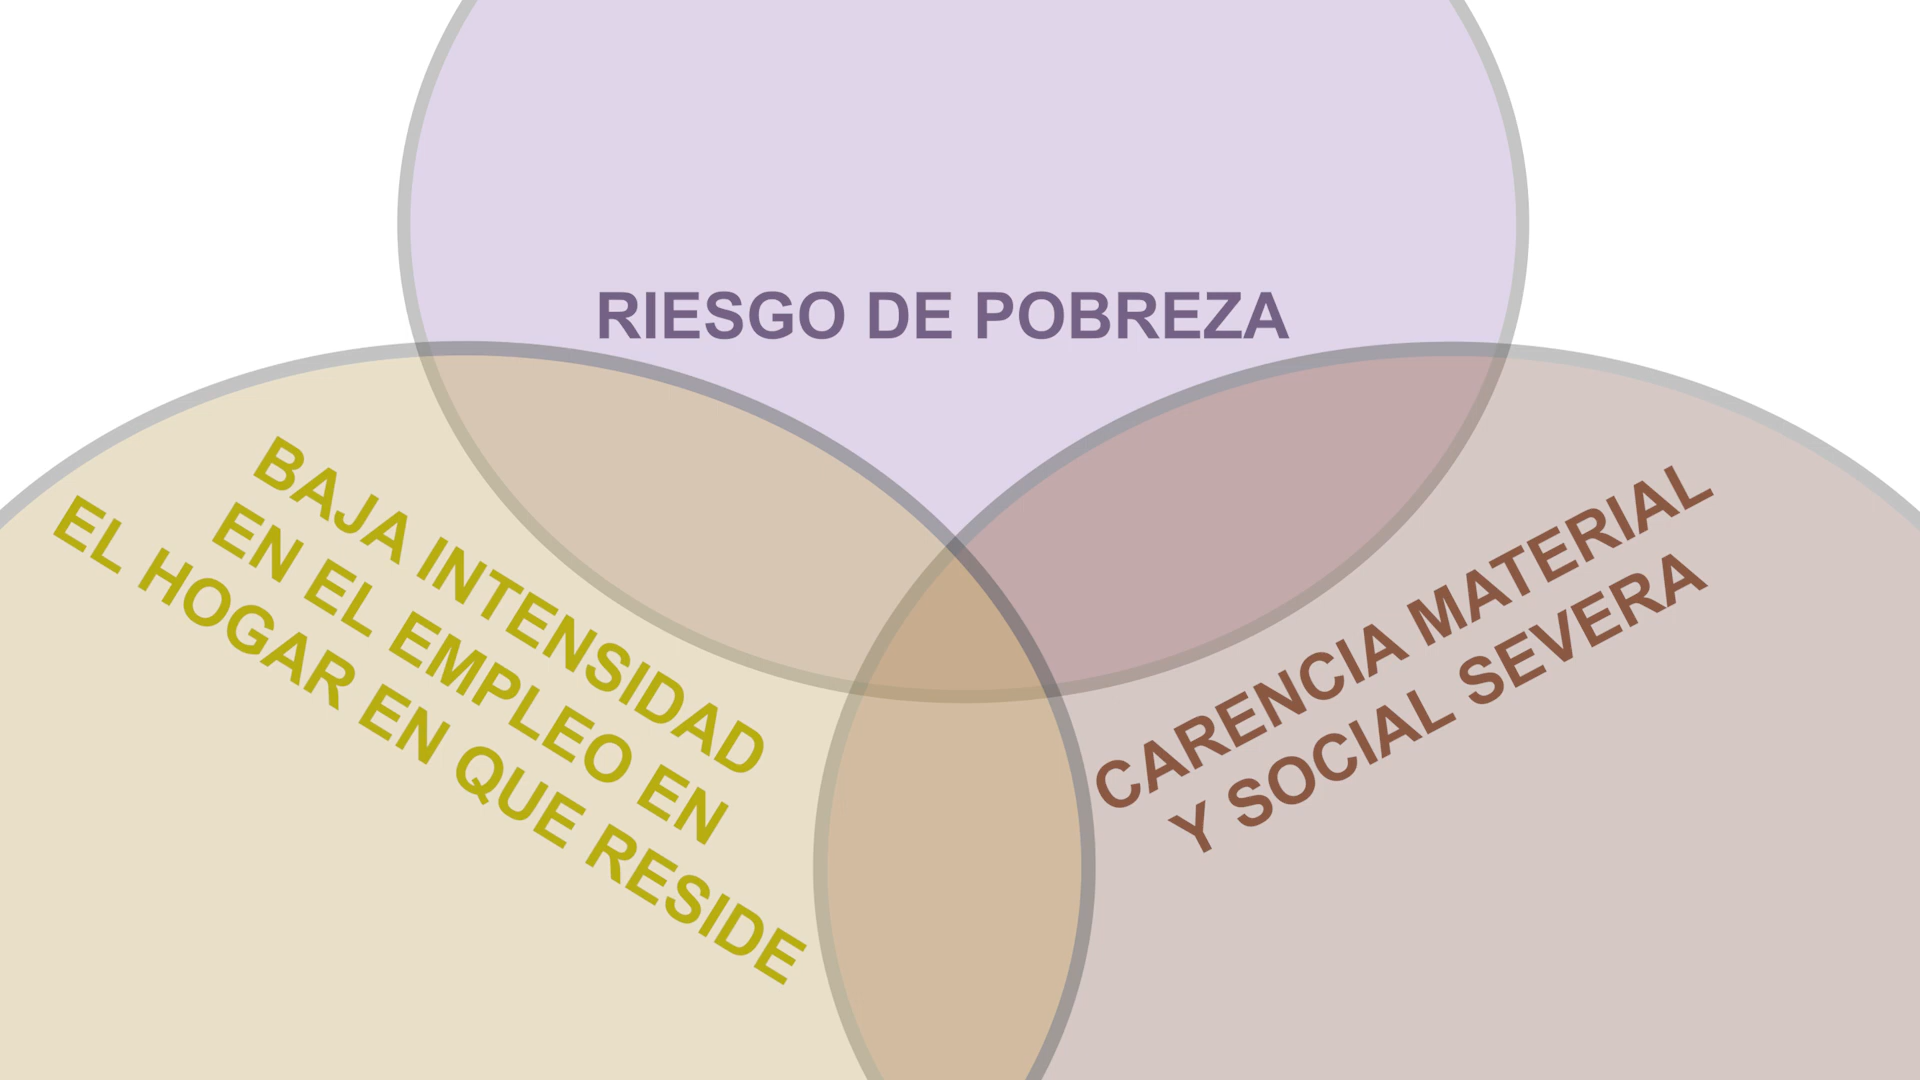 RIESGO DE POBREZA
BAJA INTENSIDAD
EN EL EMPLEO EN
EL HOGAR EN QUE RESIDE
CARENCIA MATERIAL
Y SOCIAL SEVERA